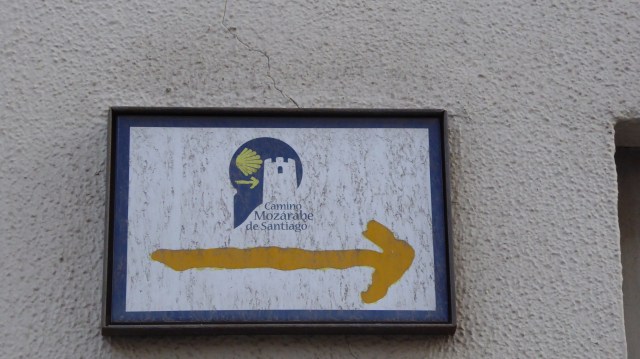 Camino
Mozárabe
de Santiago